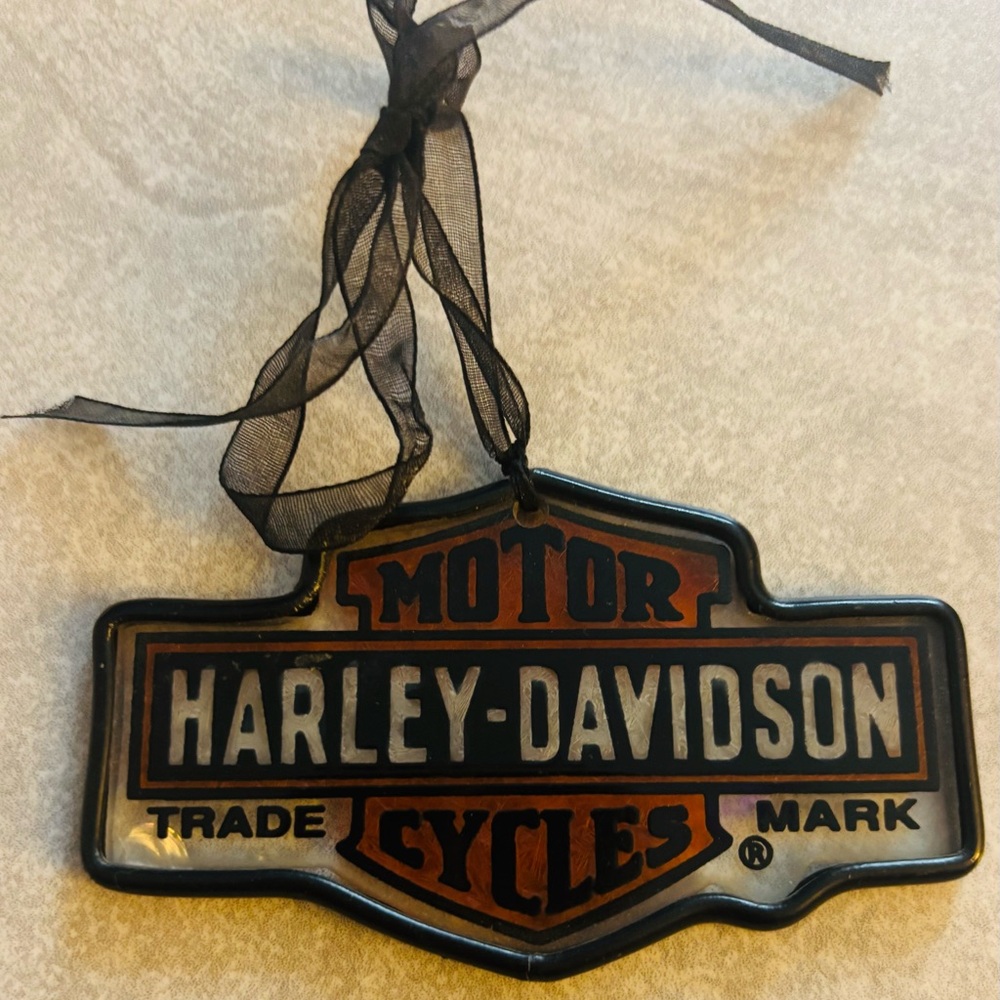 MOTOR
HARLEY-DAVIDSON
TRADE MARK
CYCLES
®